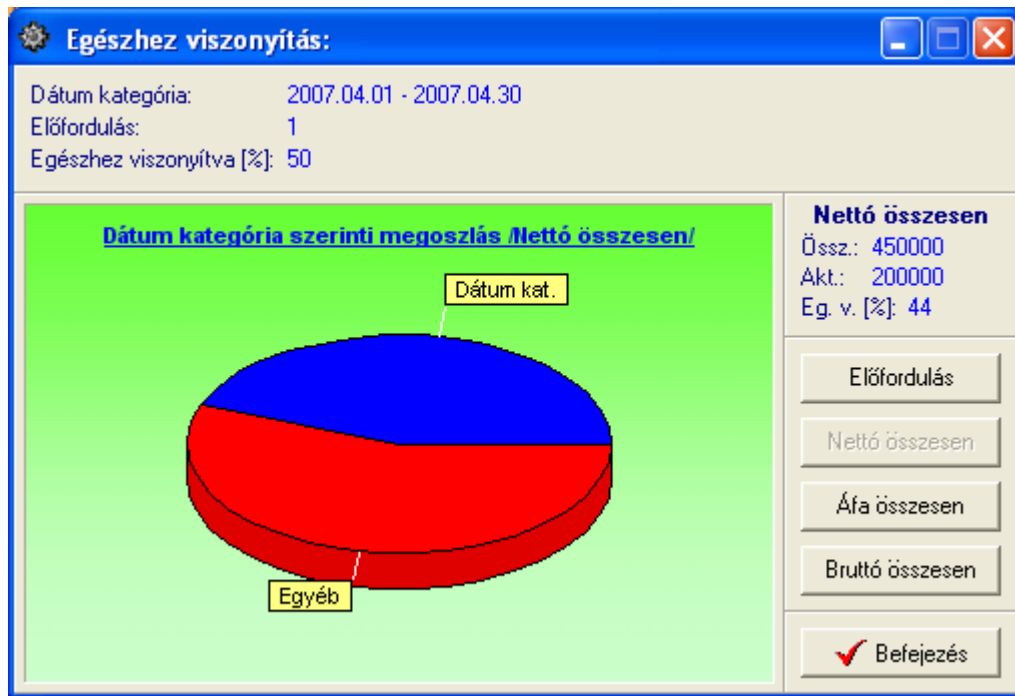 Egészhez viszonyítás:
Dátum kategória: 2007.04.01 - 2007.04.30
Előfordulás: 1
Egészhez viszonyítva [%]: 50
Dátum kategória szerinti megoszlás /Nettó összesen/
Dátum kat.
Egyéb
Nettó összesen
Össz.: 450000
Akt.: 200000
Eg. v. [%]: 44
Előfordulás
Nettó összesen
Áfa összesen
Bruttó összesen
Befejezés